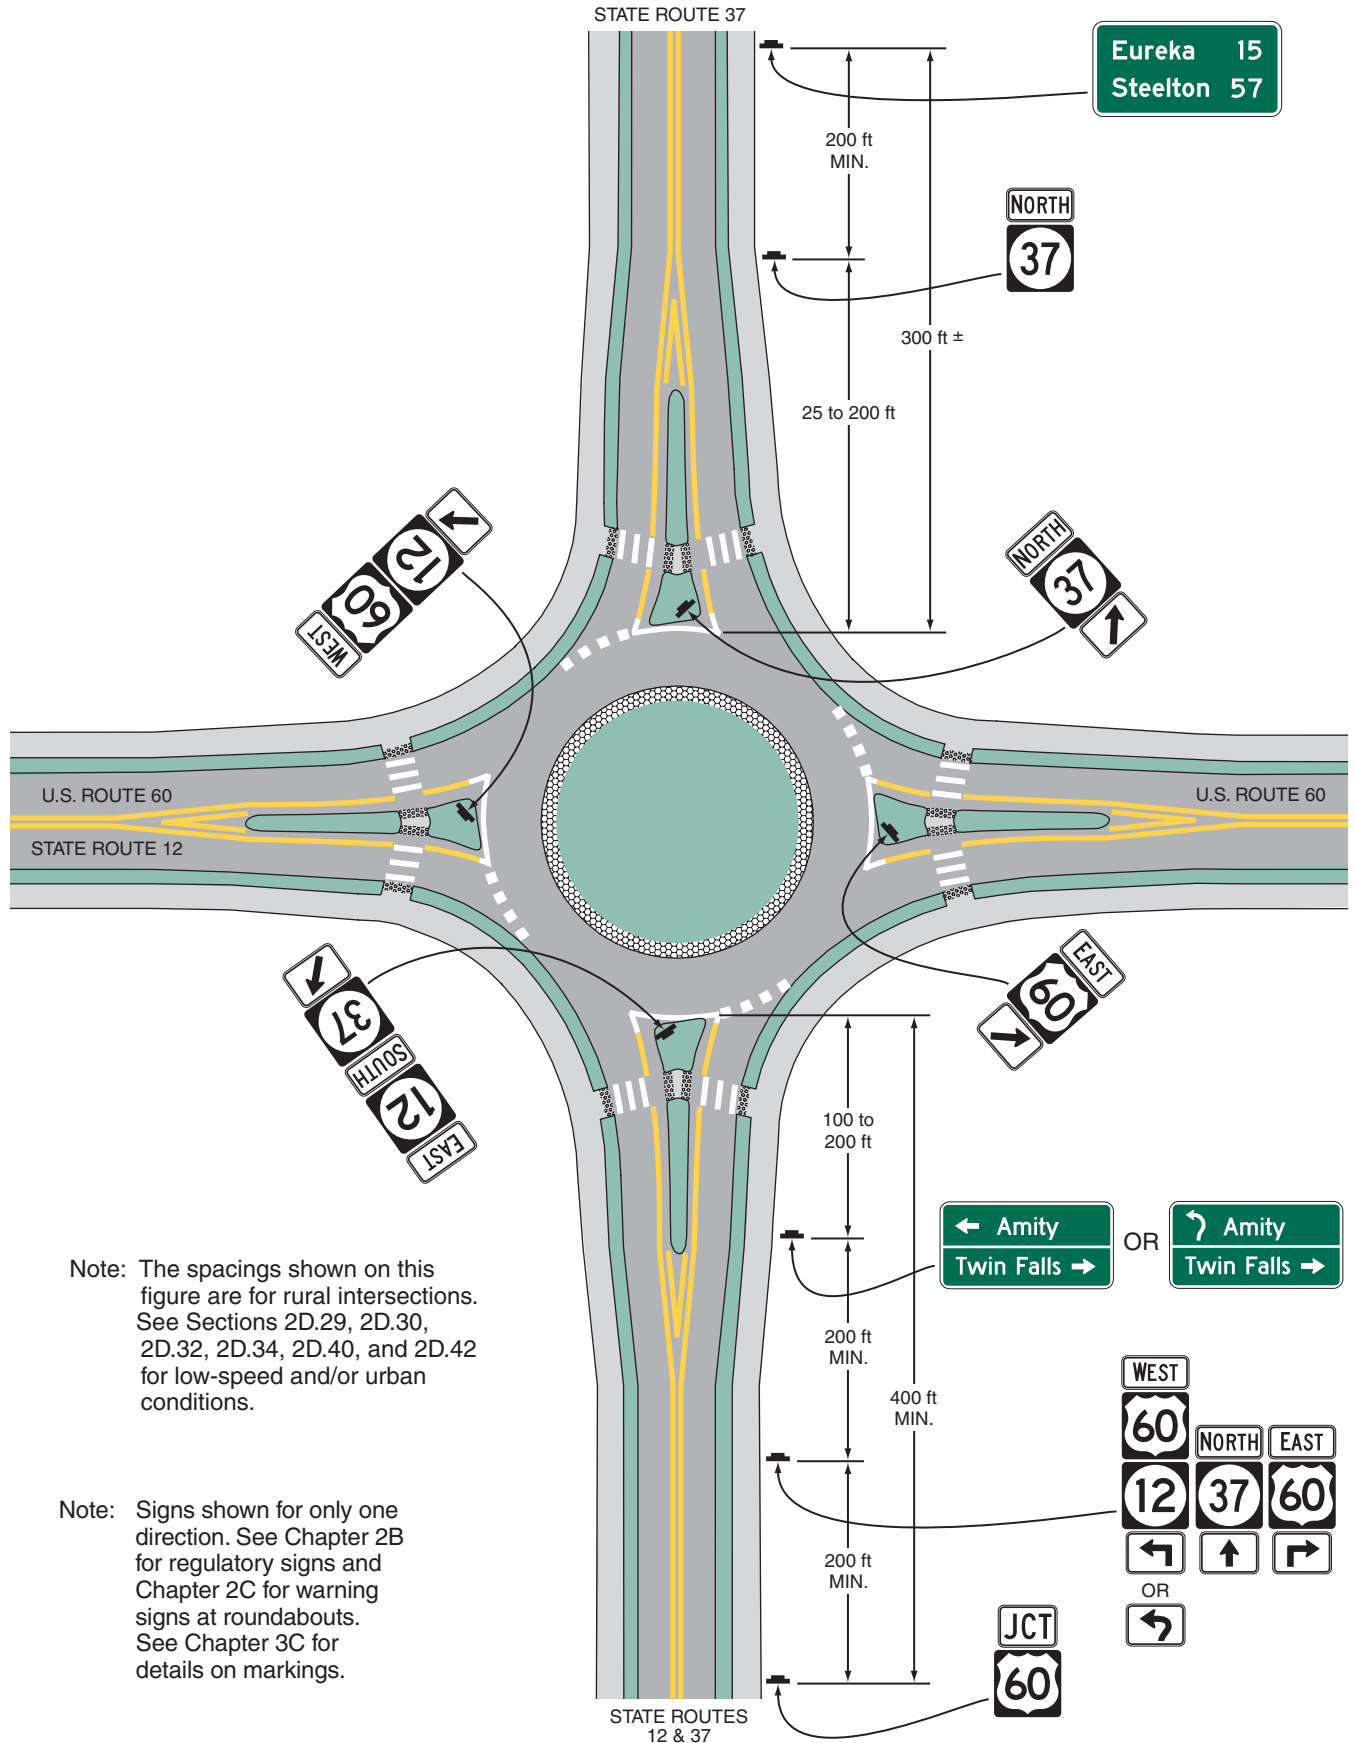 STATE ROUTE 37
Eureka 15
Steelton 57
200 ft
MIN.
NORTH
37
300 ft ±
25 to 200 ft
12
60
WEST
NORTH
37
U.S. ROUTE 60
STATE ROUTE 12
U.S. ROUTE 60
37
SOUTH
12
EAST
EAST
60
100 to
200 ft
Amity
Twin Falls
OR
Amity
Twin Falls
200 ft
MIN.
400 ft
MIN.
WEST
60
NORTH
EAST
12
37
60
OR
200 ft
MIN.
JCT
60
Note: The spacings shown on this
figure are for rural intersections.
See Sections 2D.29, 2D.30,
2D.32, 2D.34, 2D.40, and 2D.42
for low-speed and/or urban
conditions.
Note: Signs shown for only one
direction. See Chapter 2B
for regulatory signs and
Chapter 2C for warning
signs at roundabouts.
See Chapter 3C for
details on markings.
STATE ROUTES
12 & 37